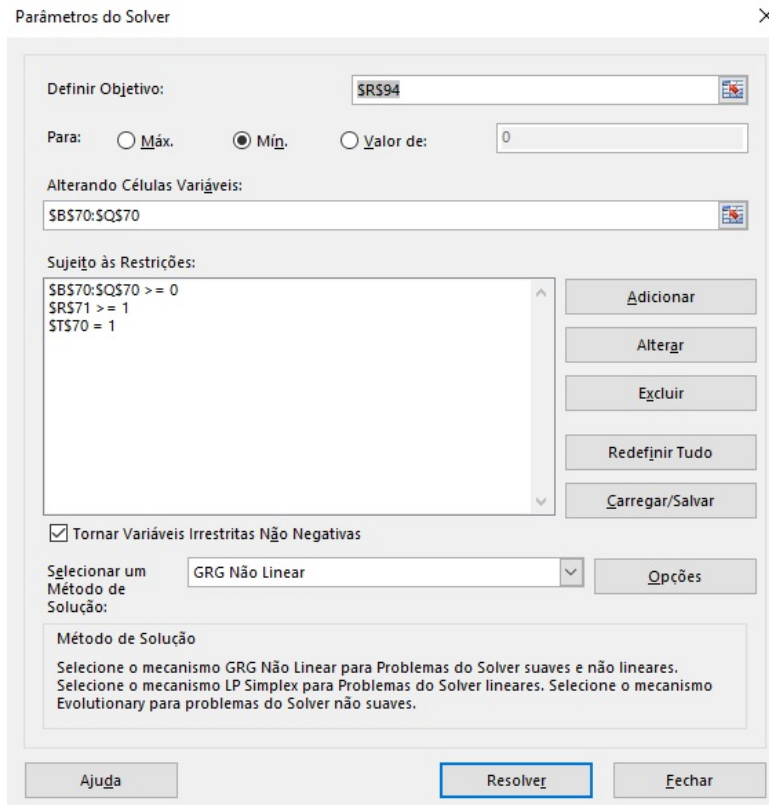 Parâmetros do Solver
Definir Objetivo:
$R$94
Para:
Máx.
Mín.
Valor de:
0
Alterando Células Variáveis:
$B$70:$Q$70
Sujeito às Restrições:
$B$70:$Q$70 >= 0
$R$71 >= 1
$T$70 = 1
Adicionar
Alterar
Excluir
Redefinir Tudo
Carregar/Salvar
Tornar Variáveis Irrestritas Não Negativas
Selecionar um
Método de
Solução:
GRG Não Linear
Opções
Método de Solução
Selecione o mecanismo GRG Não Linear para Problemas do Solver suaves e não lineares.
Selecione o mecanismo LP Simplex para Problemas do Solver lineares. Selecione o mecanismo
Evolutionary para problemas do Solver não suaves.
Ajuda
Resolver
Fechar